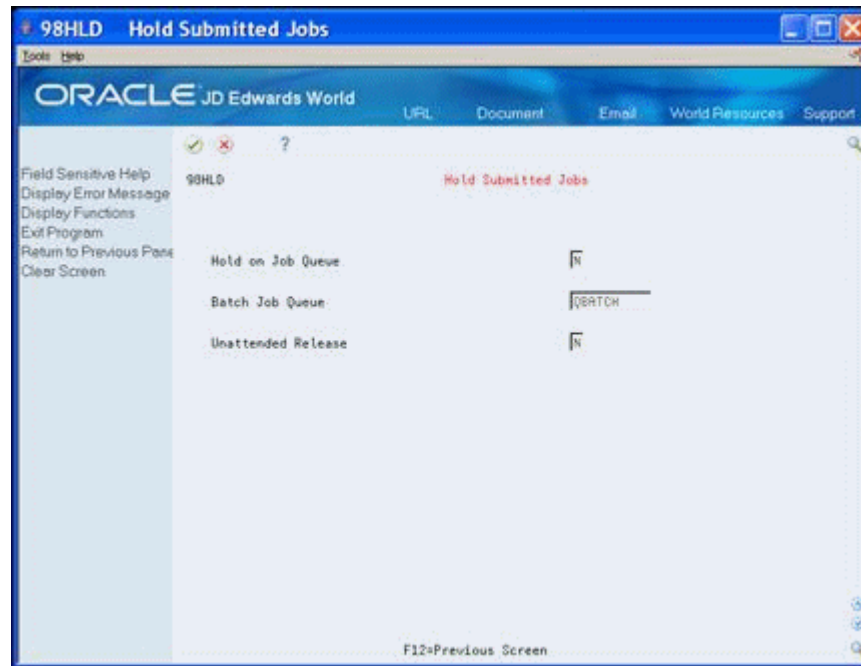 98HLD Hold Submitted Jobs
Tools Help
ORACLE JD Edwards World
URL Document Email World Resources Support
?
Field Sensitive Help
Display Error Message
Display Functions
Exit Program
Return to Previous Pane
Clear Screen
98HLD Hold Submitted Jobs
Hold on Job Queue N
Batch Job Queue QBATCH
Unattended Release N
F12=Previous Screen